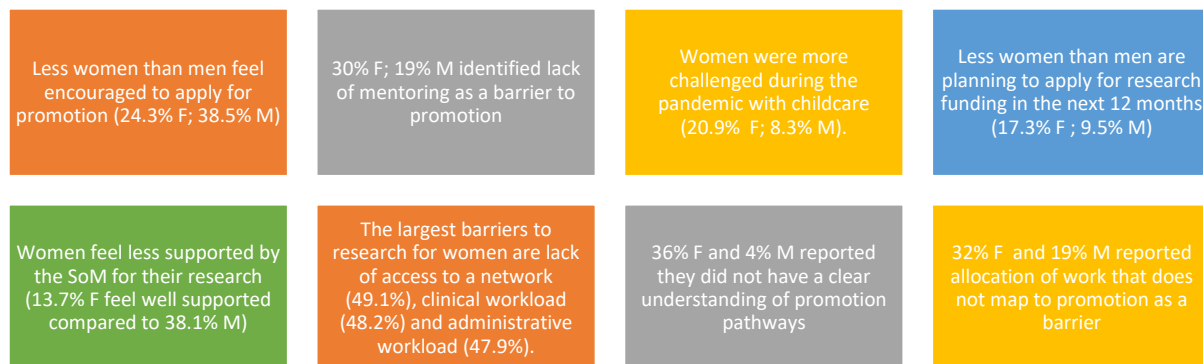 Less women than men feel
encouraged to apply for
promotion (24.3% F; 38.5% M)
30% F; 19% M identified lack
of mentoring as a barrier to
promotion
Women were more
challenged during the
pandemic with childcare
(20.9%  F; 8.3% M).
Less women than men are
planning to apply for research
funding in the next 12 months
(17.3% F ; 9.5% M)
Women feel less supported by
the SoM for their research
(13.7% F feel well supported
compared to 38.1% M)
The largest barriers to
research for women are lack
of access to a network
(49.1%), clinical workload
(48.2%) and administrative
workload (47.9%).
36% F and 4% M reported
they did not have a clear
understanding of promotion
pathways
32% F  and 19% M reported
allocation of work that does
not map to promotion as a
barrier